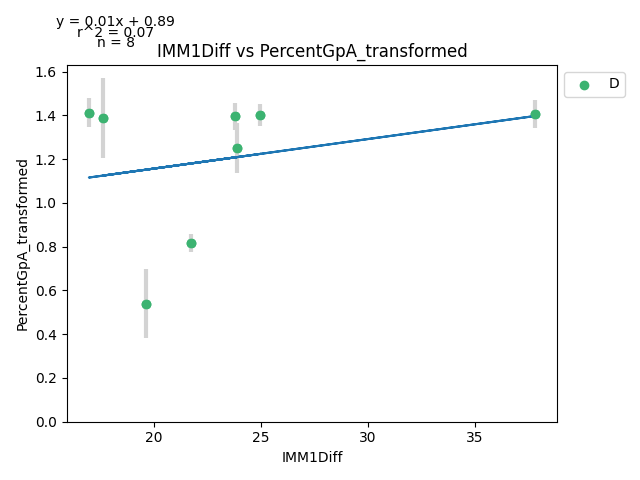 y = 0.01x + 0.89
r^2 = 0.07
n = 8
IMM1Diff vs PercentGpA_transformed
D
PercentGpA_transformed
1.6
1.4
1.2
1.0
0.8
0.6
0.4
0.2
0.0
20
25
30
35
IMM1Diff